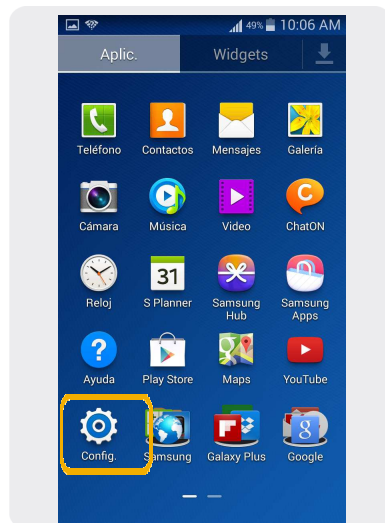 49% 10:06 AM
Aplic. Widgets
Teléfono Contactos Mensajes Galería
Cámara Música Video ChatON
31
Reloj S Planner Samsung Hub Samsung Apps
Ayuda Play Store Maps YouTube
8
Config. Samsung Galaxy Plus Google